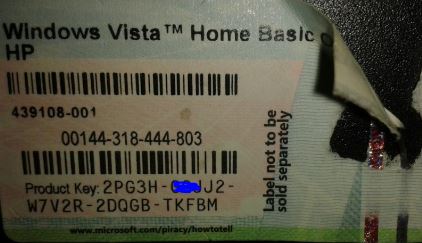 Windows Vista™ Home Basic
HP
439108-001
00144-318-444-803
Product Key: 2PG3H-
W7V2R-2DQGB-TKFBM
www.microsoft.com/piracy/howtotell
Label not to be
sold separately